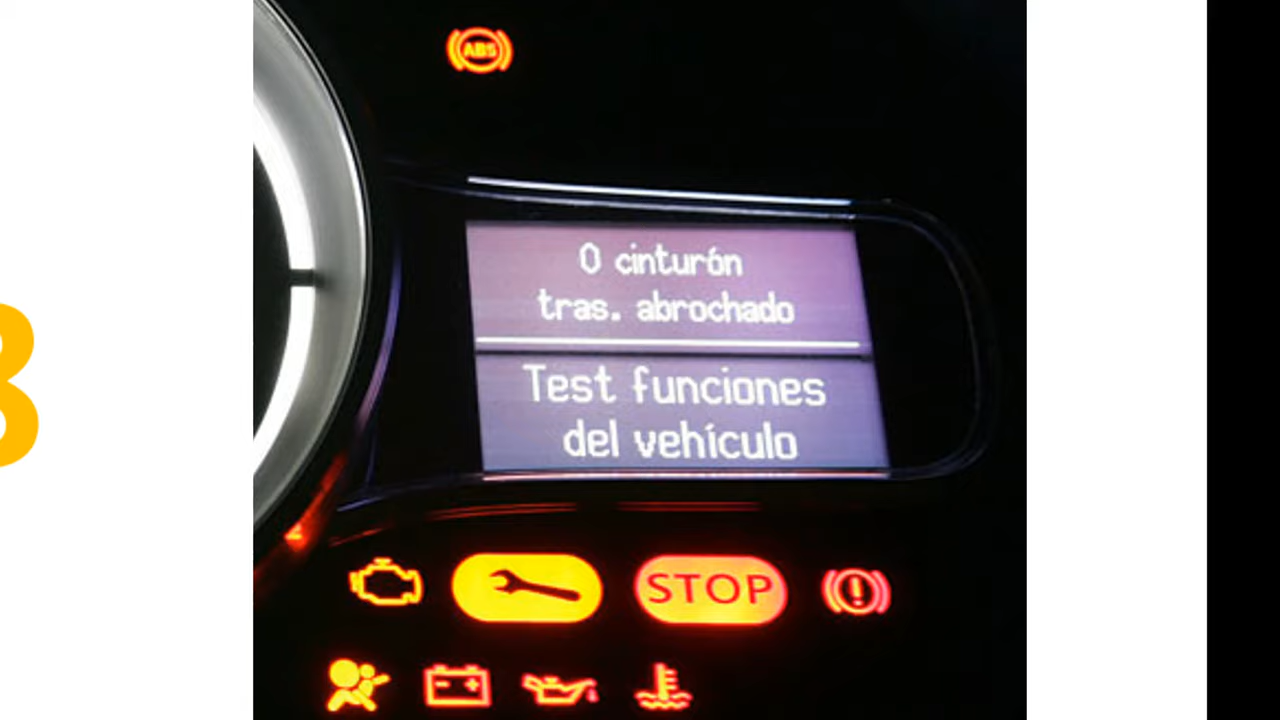 ABS
0 cinturón
tras. abrochado
Test funciones
del vehículo
STOP